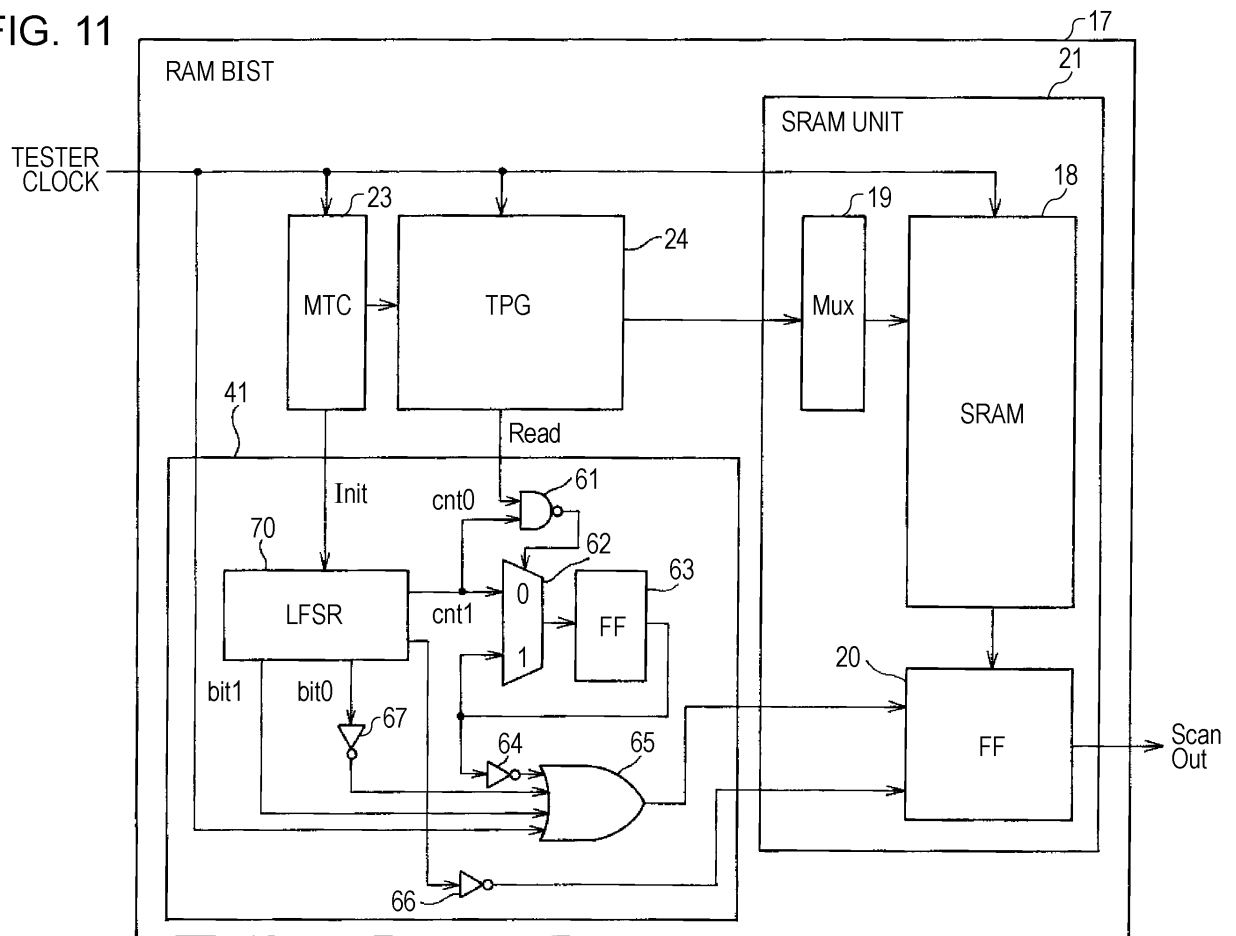 FIG. 11
17
RAM BIST
21
SRAM UNIT
TESTER
CLOCK
23
19
18
24
MTC
TPG
Mux
SRAM
41
Read
Init
cnt0
61
70
62
63
0
LFSR
cnt1
FF
1
20
bit1
bit0
67
64
65
FF
Scan
Out
66